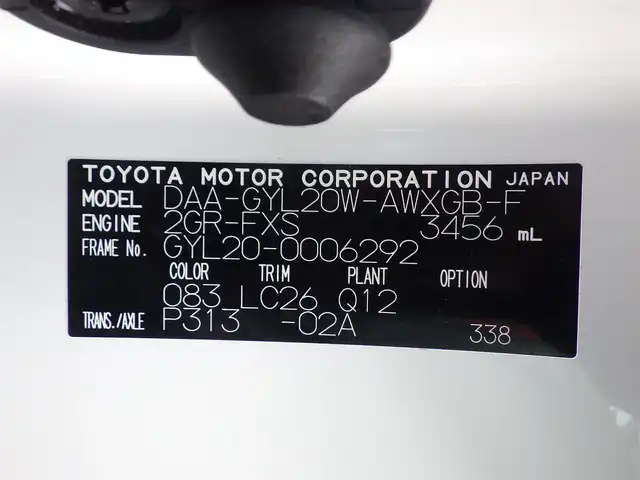 TOYOTA MOTOR CORPORATION JAPAN
MODEL DAA-GYL20W-AWXGB-F
ENGINE 2GR-FXS 3456 mL
FRAME No. GYL20-0006292
COLOR TRIM PLANT OPTION
083 LC26 Q12
TRANS./AXLE P313 -02A 338